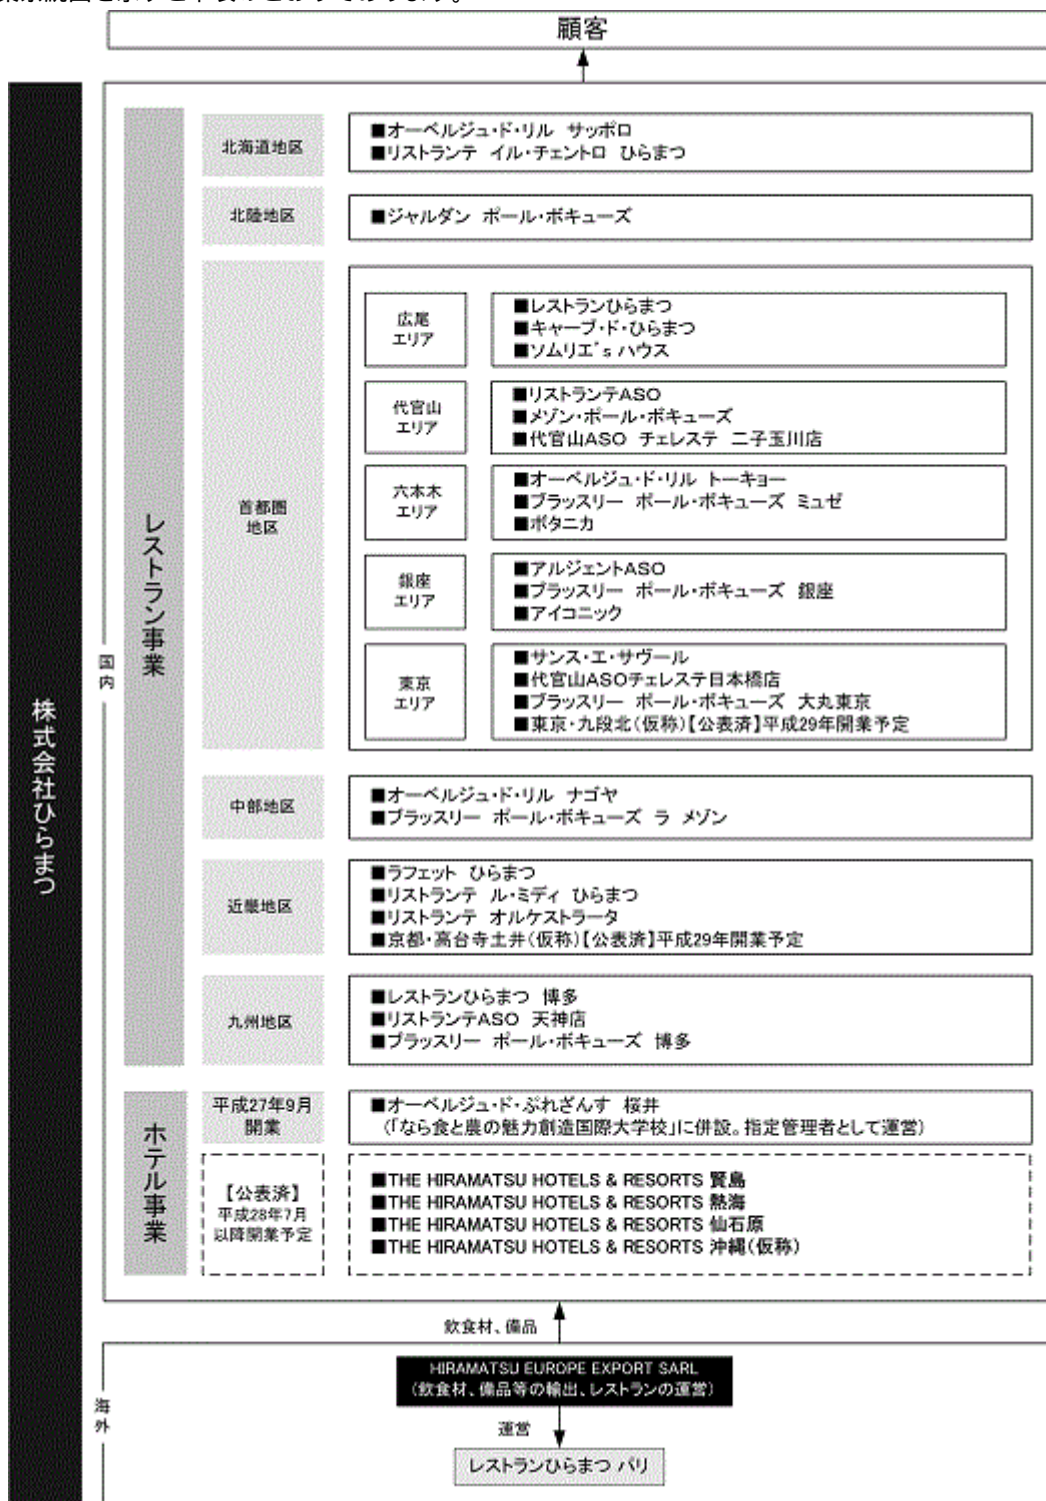 顧客
株式会社ひらまつ
国内
レストラン事業
北海道地区
■オーベルジュ・ド・リル サッポロ
■リストランテ イル・チェントロ ひらまつ
北陸地区
■ジャルダン ポール・ボキューズ
首都圏
地区
広尾
エリア
■レストランひらまつ
■キャーブ・ド・ひらまつ
■ソムリエ's ハウス
代官山
エリア
■リストランテASO
■メゾン・ポール・ボキューズ
■代官山ASO チェレステ 二子玉川店
六本木
エリア
■オーベルジュ・ド・リル トーキョー
■ブラッスリー ポール・ボキューズ ミュゼ
■ボタニカ
銀座
エリア
■アルジェントASO
■ブラッスリー ポール・ボキューズ 銀座
■アイコニック
東京
エリア
■サンス・エ・サヴール
■代官山ASOチェレステ日本橋店
■ブラッスリー ポール・ボキューズ 大丸東京
■東京・九段北(仮称)【公表済】平成29年開業予定
中部地区
■オーベルジュ・ド・リル ナゴヤ
■ブラッスリー ポール・ボキューズ ラ メゾン
近畿地区
■ラフェット ひらまつ
■リストランテ ル・ミディ ひらまつ
■リストランテ オルケストラータ
■京都・高台寺土井(仮称)【公表済】平成29年開業予定
九州地区
■レストランひらまつ 博多
■リストランテASO 天神店
■ブラッスリー ポール・ボキューズ 博多
ホテル事業
平成27年9月
開業
■オーベルジュ・ド・ぷれざんす 桜井
(「なら食と農の魅力創造国際大学校」に併設。指定管理者として運営)
【公表済】
平成28年7月
以降開業予定
■THE HIRAMATSU HOTELS & RESORTS 賢島
■THE HIRAMATSU HOTELS & RESORTS 熱海
■THE HIRAMATSU HOTELS & RESORTS 仙石原
■THE HIRAMATSU HOTELS & RESORTS 沖縄(仮称)
飲食材、備品
海外
HIRAMATSU EUROPE EXPORT SARL
(飲食材、備品等の輸出、レストランの運営)
運営
レストランひらまつ パリ